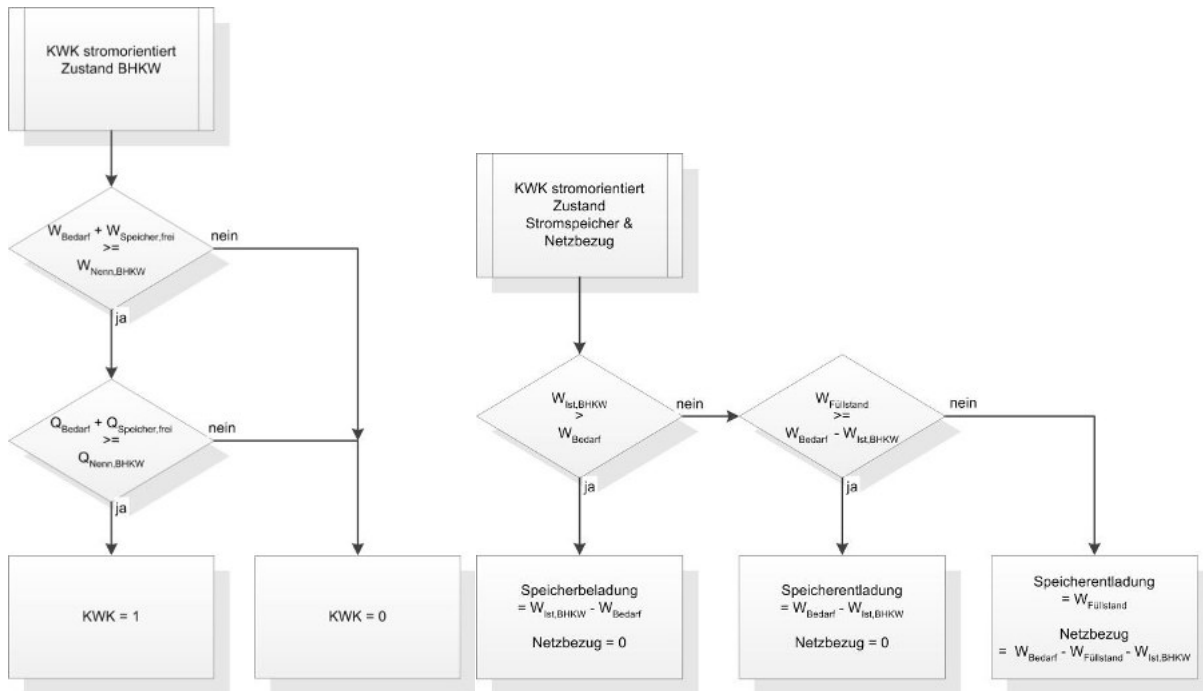 KWK stromorientiert
Zustand BHKW
W_Bedarf + W_Speicher,frei
>=
W_Nenn,BHKW
nein
ja
Q_Bedarf + Q_Speicher,frei
>=
Q_Nenn,BHKW
nein
ja
KWK = 1
KWK = 0
KWK stromorientiert
Zustand
Stromspeicher &
Netzbezug
W_Ist,BHKW
>
W_Bedarf
nein
ja
W_Füllstand
>=
W_Bedarf - W_Ist,BHKW
nein
ja
Speicherbeladung
= W_Ist,BHKW - W_Bedarf
Netzbezug = 0
Speicherentladung
= W_Bedarf - W_Ist,BHKW
Netzbezug = 0
Speicherentladung
= W_Füllstand
Netzbezug
= W_Bedarf - W_Füllstand - W_Ist,BHKW